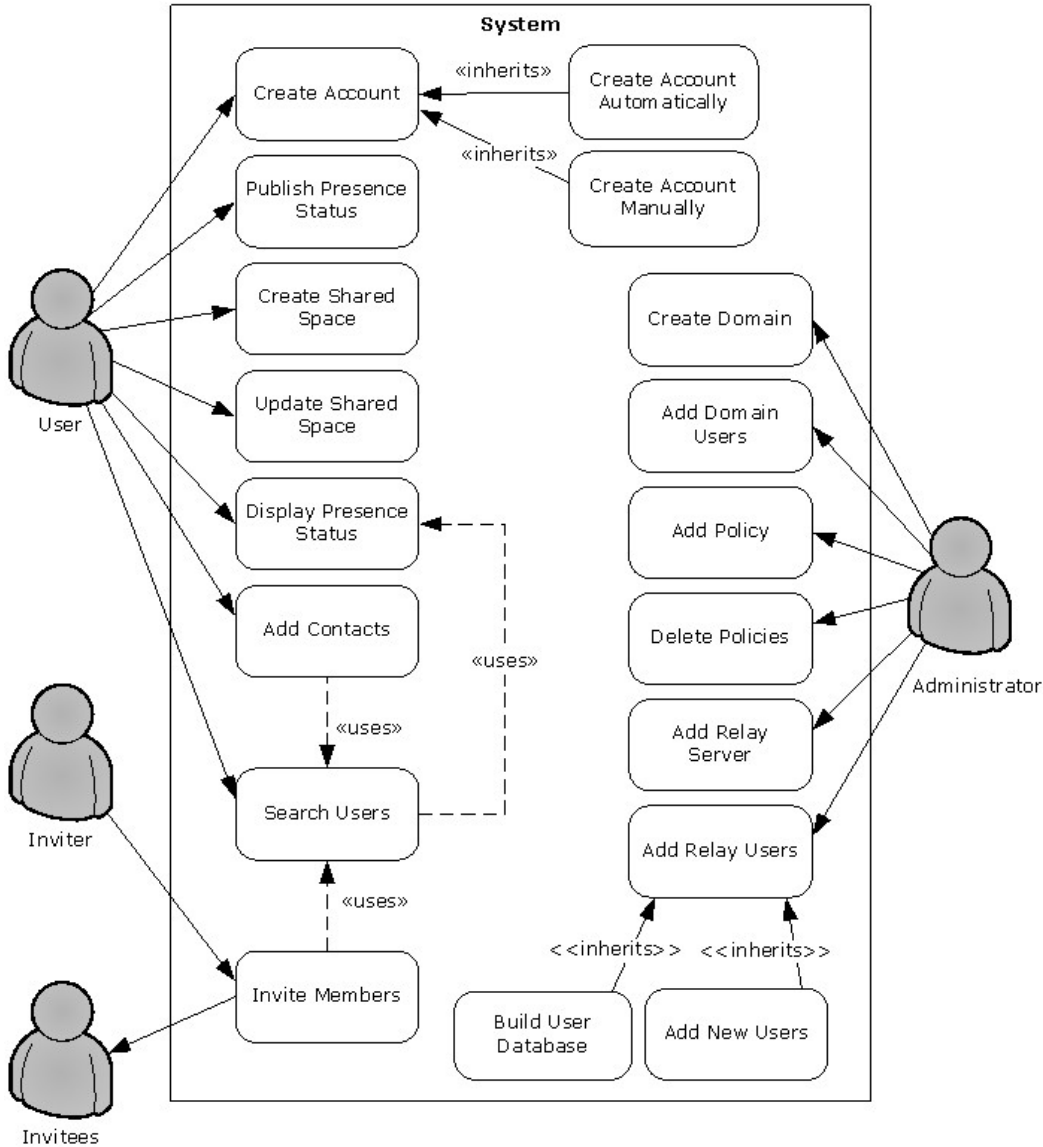 System
Create Account
«inherits»
Create Account
Automatically
«inherits»
Create Account
Manually
Publish Presence
Status
Create Shared
Space
Update Shared
Space
Display Presence
Status
Add Contacts
«uses»
«uses»
Search Users
«uses»
Invite Members
User
Inviter
Invitees
Create Domain
Add Domain
Users
Add Policy
Delete Policies
Add Relay
Server
Add Relay Users
<<inherits>>
<<inherits>>
Build User
Database
Add New Users
Administrator